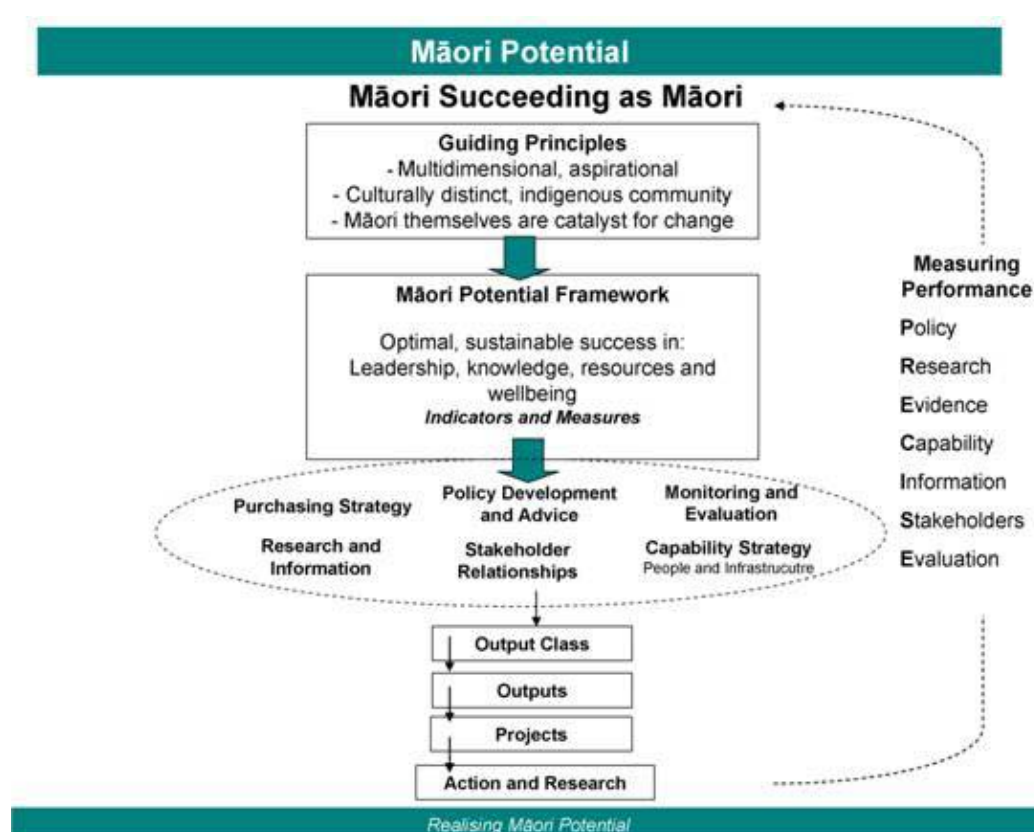 Māori Potential
Māori Succeeding as Māori
Guiding Principles
- Multidimensional, aspirational
- Culturally distinct, indigenous community
- Māori themselves are catalyst for change
Māori Potential Framework
Optimal, sustainable success in:
Leadership, knowledge, resources and
wellbeing
Indicators and Measures
Purchasing Strategy
Policy Development
and Advice
Monitoring and
Evaluation
Research and
Information
Stakeholder
Relationships
Capability Strategy
People and Infrastrucutre
Output Class
Outputs
Projects
Action and Research
Measuring
Performance
Policy
Research
Evidence
Capability
Information
Stakeholders
Evaluation
Realising Māori Potential